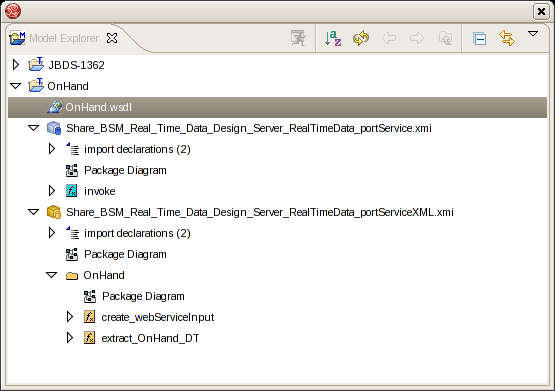 Model Explorer
JBDS-1362
OnHand
OnHand.wsdl
Share_BSM_Real_Time_Data_Design_Server_RealTimeData_portService.xmi
import declarations (2)
Package Diagram
invoke
Share_BSM_Real_Time_Data_Design_Server_RealTimeData_portServiceXML.xmi
import declarations (2)
Package Diagram
OnHand
Package Diagram
create_webServiceInput
extract_OnHand_DT